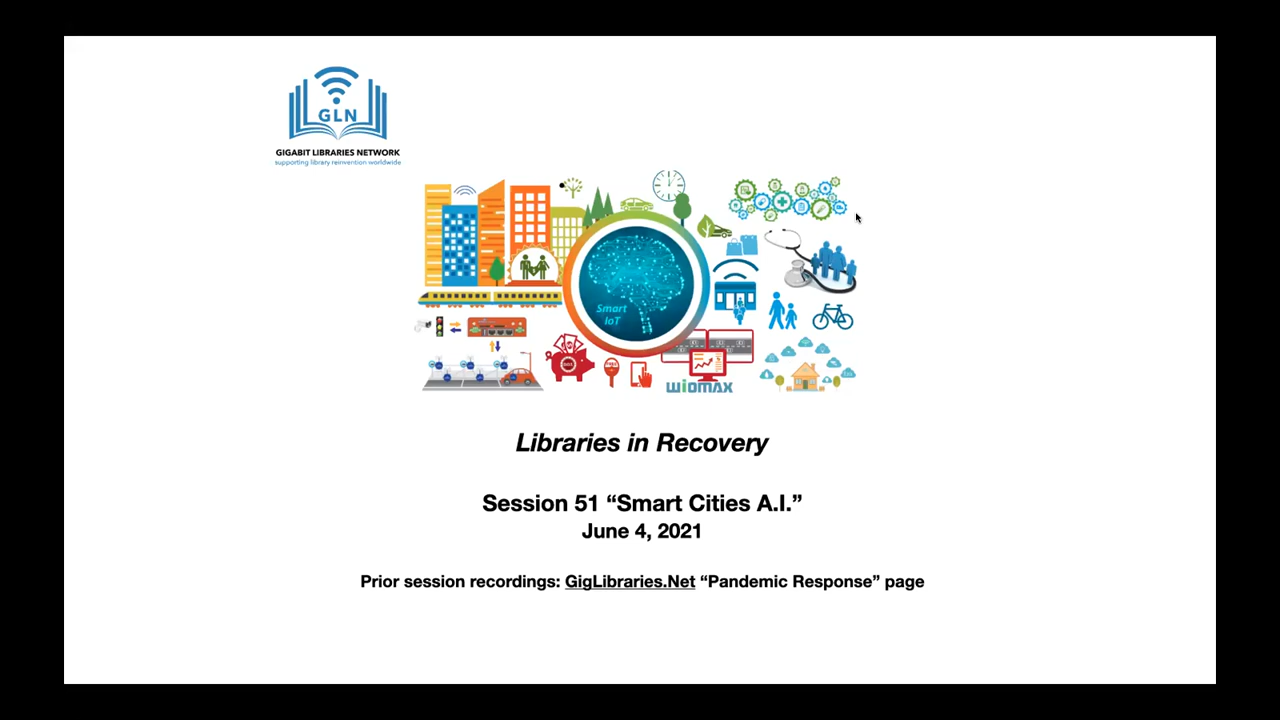 GLN
GIGABIT LIBRARIES NETWORK
supporting library reinvention worldwide
Smart
IoT
WIOMAX
Libraries in Recovery
Session 51 “Smart Cities A.I.”
June 4, 2021
Prior session recordings: GigLibraries.Net “Pandemic Response” page